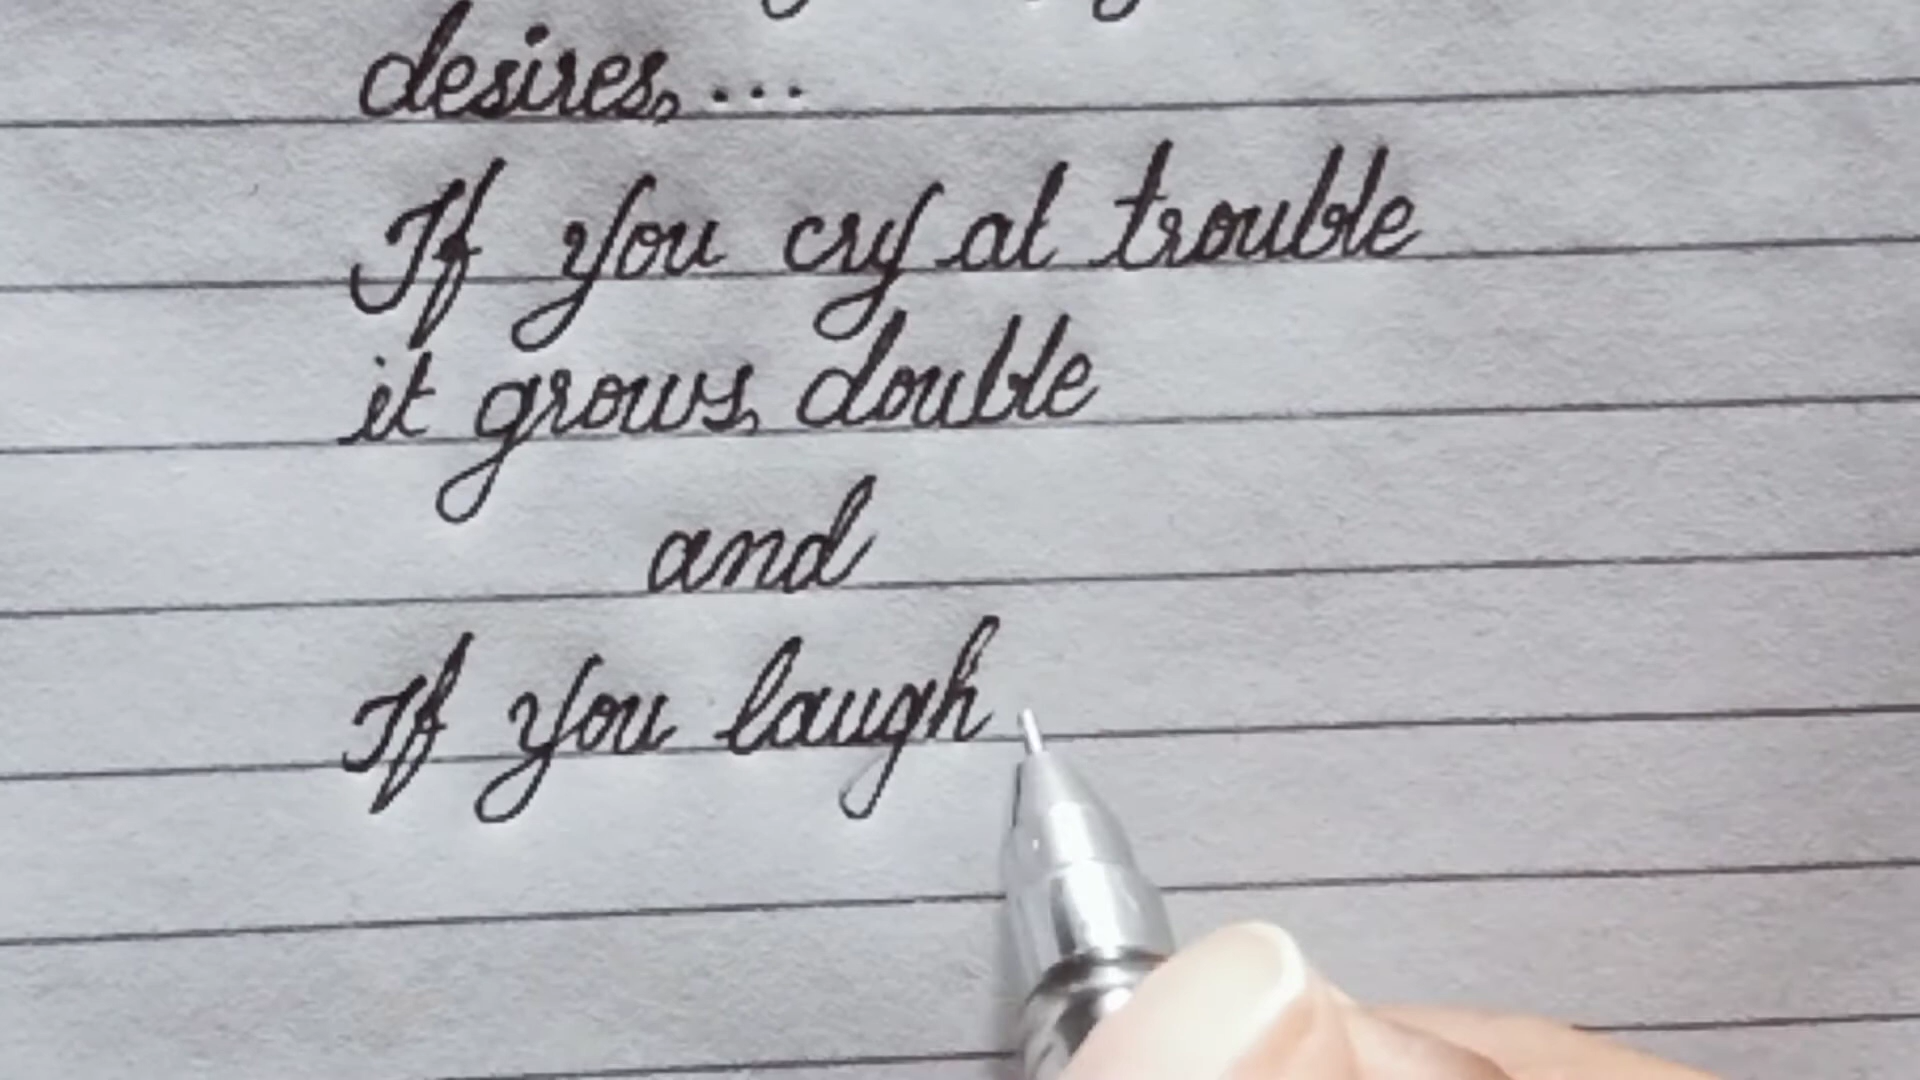 desires,...
If you cry at trouble
it grows double
and
If you laugh